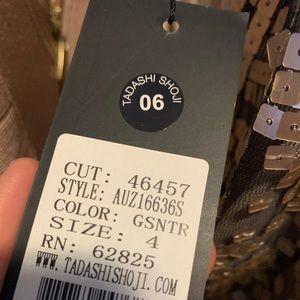 TADASHI SHOJI
06
CUT: 46457
STYLE: AUZ16636S
COLOR: GSNTR
SIZE: 4
RN: 62825
WWW.TADASHISHOJI.COM